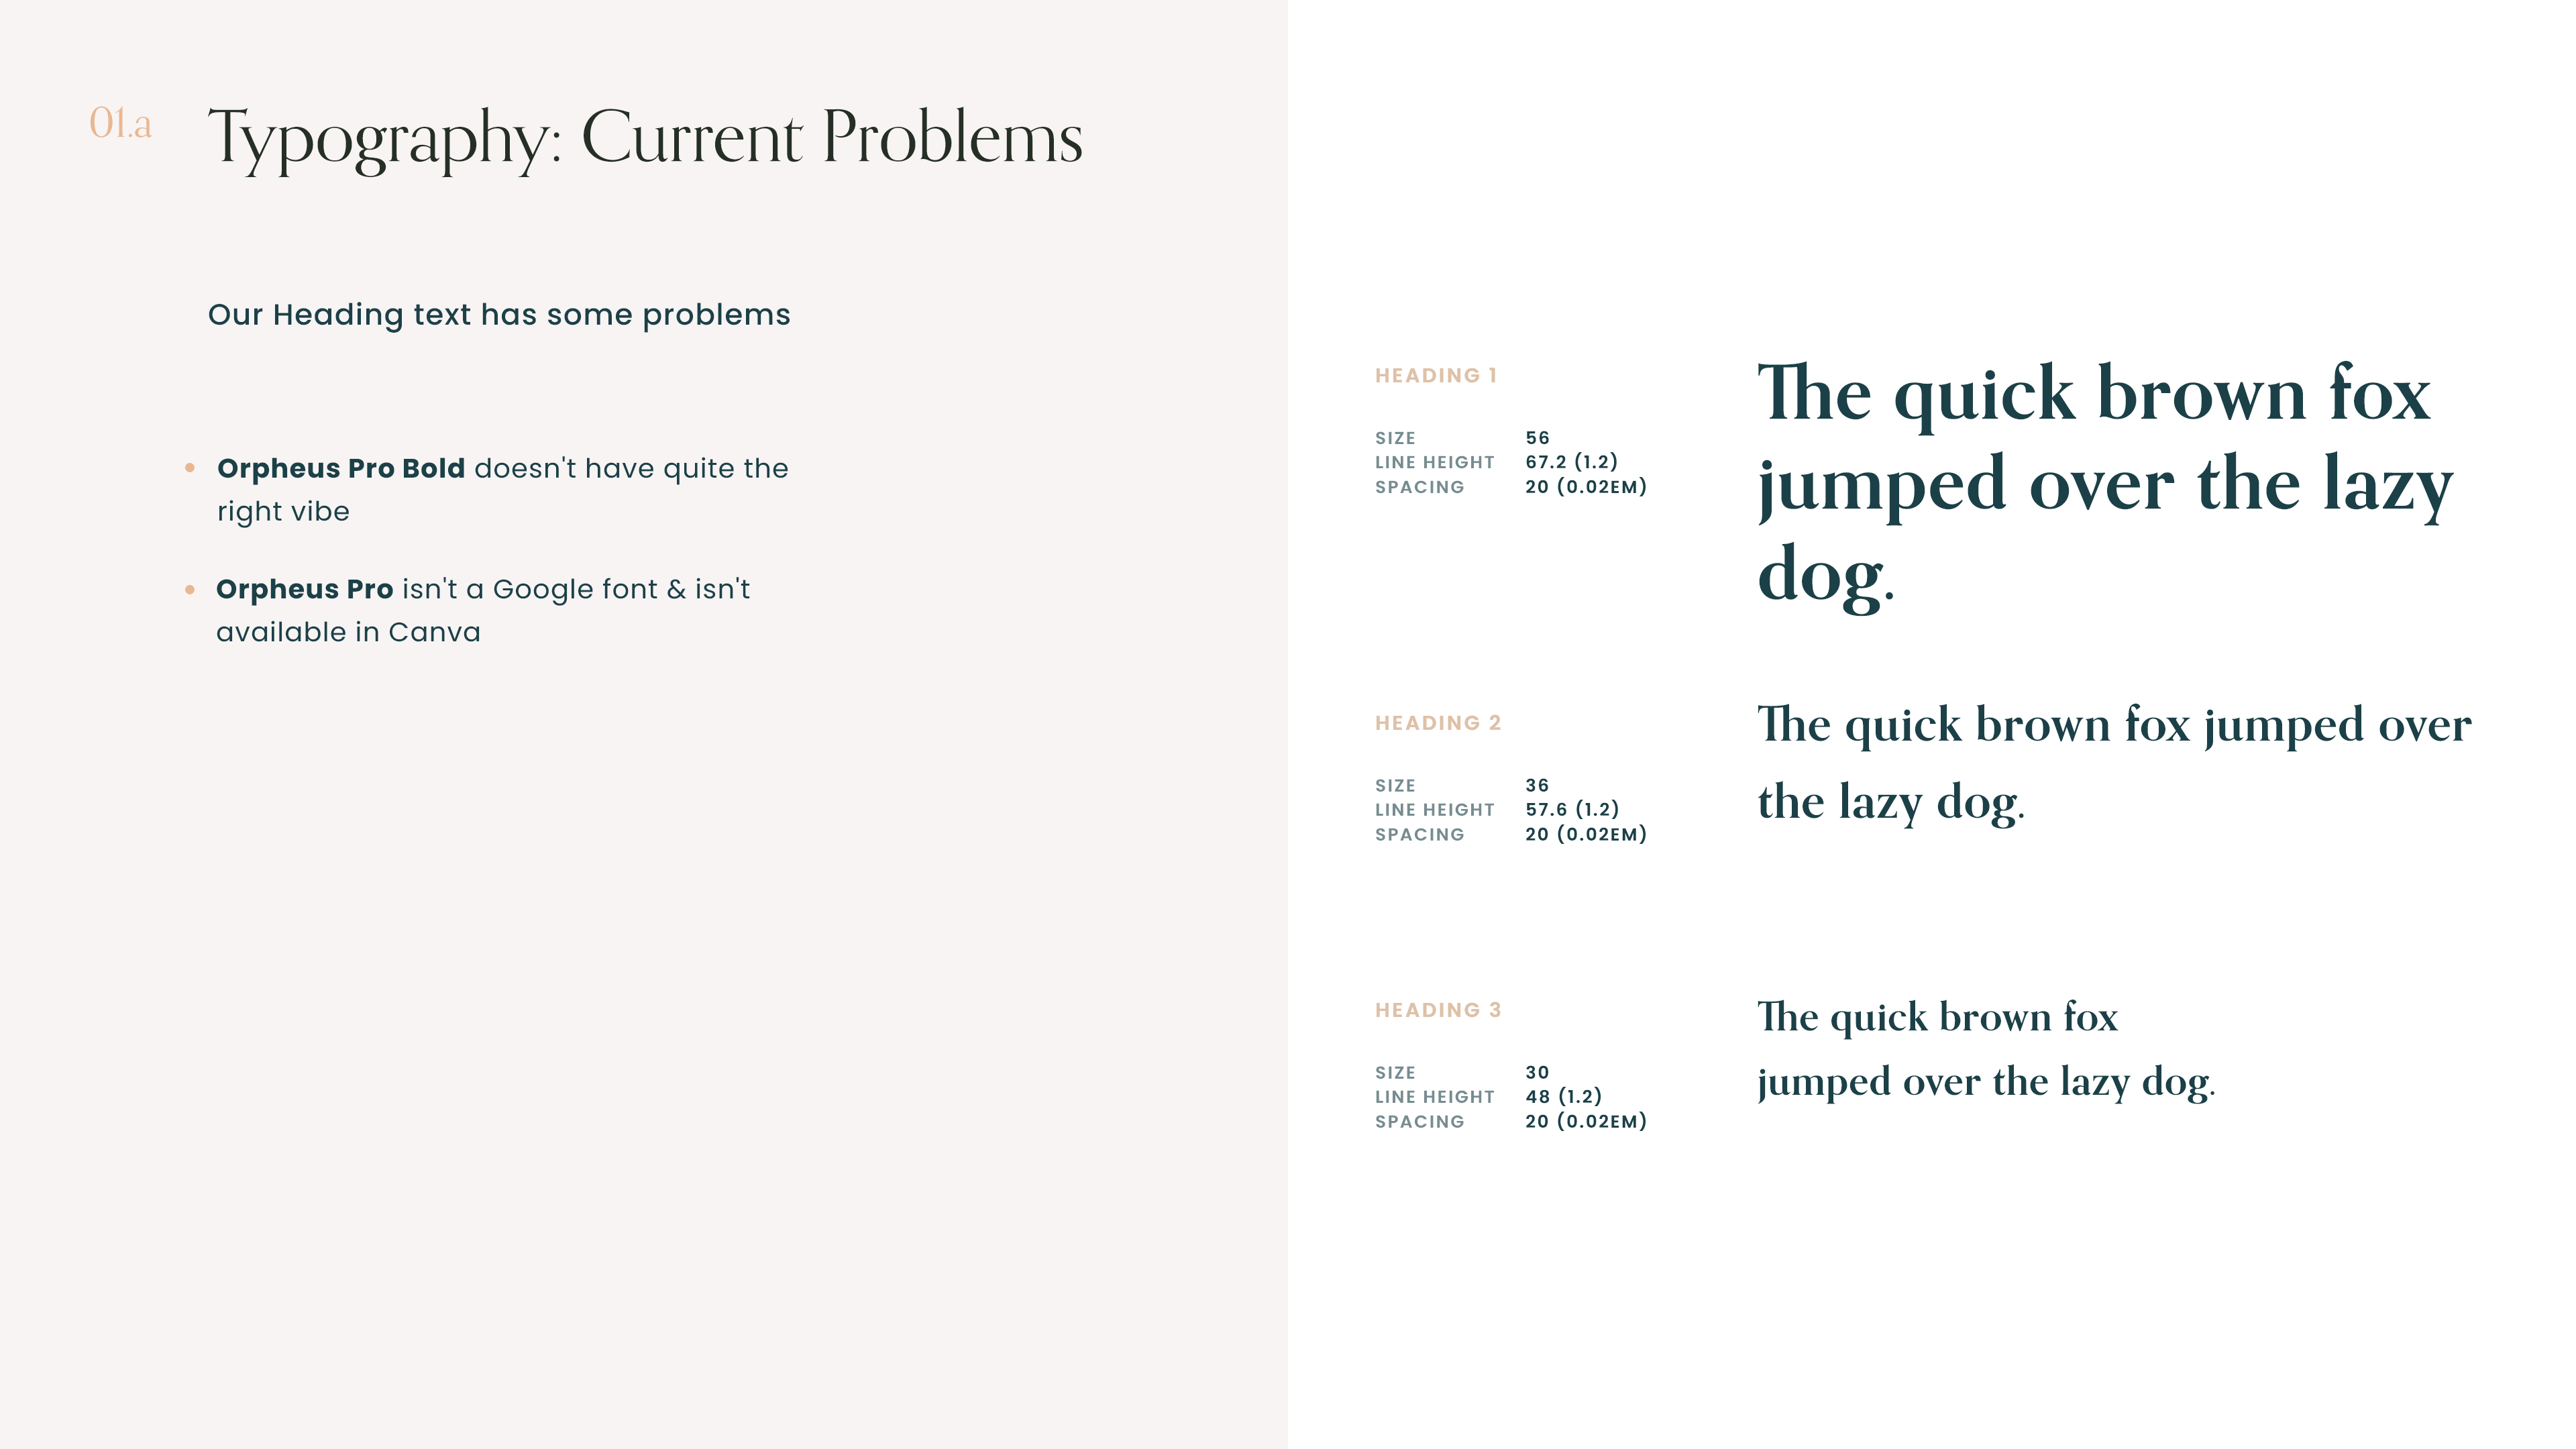 01.a
Typography: Current Problems
Our Heading text has some problems
Orpheus Pro Bold doesn't have quite the
right vibe
Orpheus Pro isn't a Google font & isn't
available in Canva
HEADING 1
SIZE 56
LINE HEIGHT 67.2 (1.2)
SPACING 20 (0.02EM)
The quick brown fox
jumped over the lazy
dog.
HEADING 2
SIZE 36
LINE HEIGHT 57.6 (1.2)
SPACING 20 (0.02EM)
The quick brown fox jumped over
the lazy dog.
HEADING 3
SIZE 30
LINE HEIGHT 48 (1.2)
SPACING 20 (0.02EM)
The quick brown fox
jumped over the lazy dog.